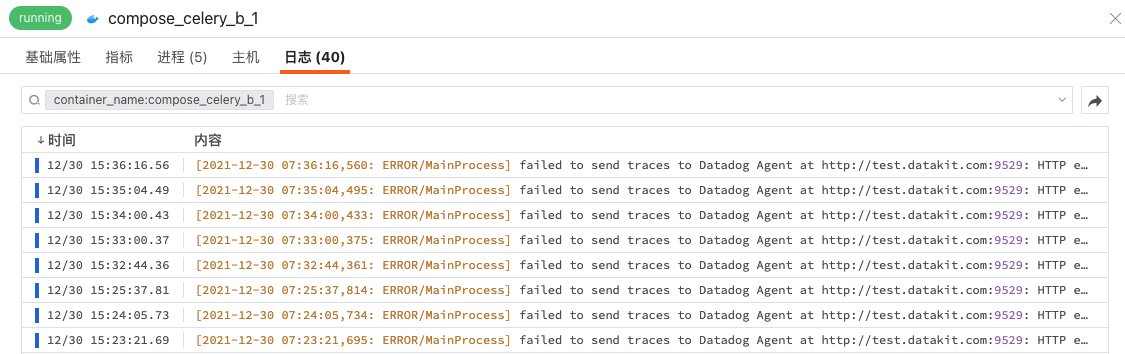 running compose_celery_b_1
基础属性 指标 进程 (5) 主机 日志 (40)
container_name:compose_celery_b_1 搜索
时间 内容
12/30 15:36:16.56 [2021-12-30 07:36:16,560: ERROR/MainProcess] failed to send traces to Datadog Agent at http://test.datakit.com:9529: HTTP e…
12/30 15:35:04.49 [2021-12-30 07:35:04,495: ERROR/MainProcess] failed to send traces to Datadog Agent at http://test.datakit.com:9529: HTTP e…
12/30 15:34:00.43 [2021-12-30 07:34:00,433: ERROR/MainProcess] failed to send traces to Datadog Agent at http://test.datakit.com:9529: HTTP e…
12/30 15:33:00.37 [2021-12-30 07:33:00,375: ERROR/MainProcess] failed to send traces to Datadog Agent at http://test.datakit.com:9529: HTTP e…
12/30 15:32:44.36 [2021-12-30 07:32:44,361: ERROR/MainProcess] failed to send traces to Datadog Agent at http://test.datakit.com:9529: HTTP e…
12/30 15:25:37.81 [2021-12-30 07:25:37,814: ERROR/MainProcess] failed to send traces to Datadog Agent at http://test.datakit.com:9529: HTTP e…
12/30 15:24:05.73 [2021-12-30 07:24:05,734: ERROR/MainProcess] failed to send traces to Datadog Agent at http://test.datakit.com:9529: HTTP e…
12/30 15:23:21.69 [2021-12-30 07:23:21,695: ERROR/MainProcess] failed to send traces to Datadog Agent at http://test.datakit.com:9529: HTTP e…